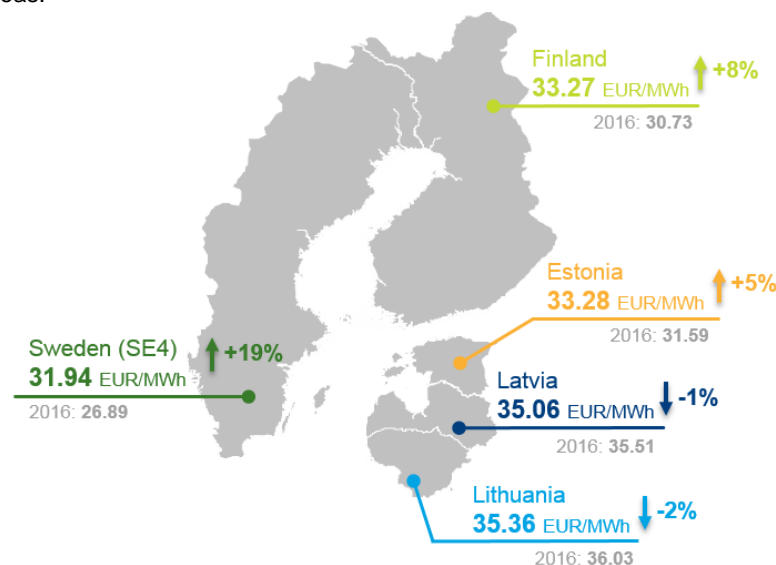 Finland
33.27 EUR/MWh
+8%
2016: 30.73
Estonia
33.28 EUR/MWh
+5%
2016: 31.59
Sweden (SE4)
+19%
31.94 EUR/MWh
2016: 26.89
Latvia
35.06 EUR/MWh
-1%
2016: 35.51
Lithuania
35.36 EUR/MWh
-2%
2016: 36.03